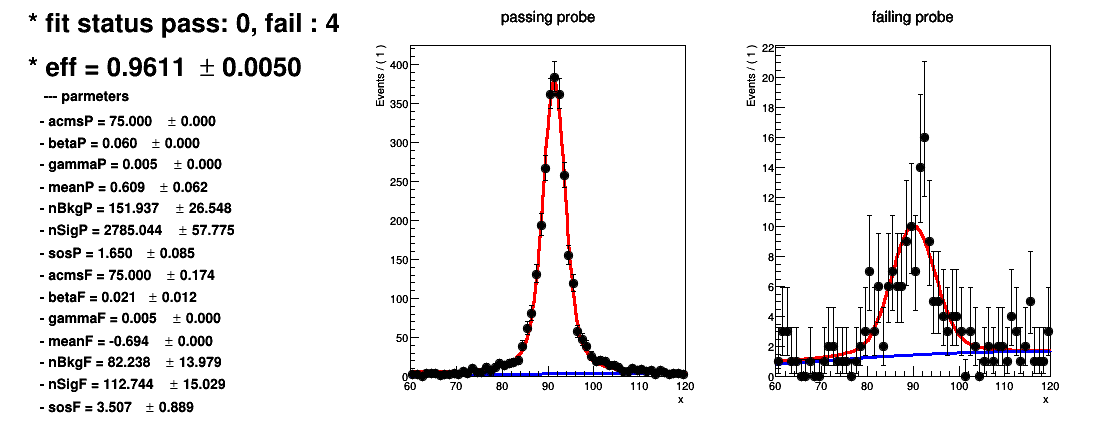 * fit status pass: 0, fail : 4
* eff = 0.9611 ± 0.0050
--- parmeters
- acmsP = 75.000 ± 0.000
- betaP = 0.060 ± 0.000
- gammaP = 0.005 ± 0.000
- meanP = 0.609 ± 0.062
- nBkgP = 151.937 ± 26.548
- nSigP = 2785.044 ± 57.775
- sosP = 1.650 ± 0.085
- acmsF = 75.000 ± 0.174
- betaF = 0.021 ± 0.012
- gammaF = 0.005 ± 0.000
- meanF = -0.694 ± 0.000
- nBkgF = 82.238 ± 13.979
- nSigF = 112.744 ± 15.029
- sosF = 3.507 ± 0.889
passing probe
Events / ( 1 )
400
350
300
250
200
150
100
50
0
60 70 80 90 100 110 120
x
failing probe
Events / ( 1 )
22
20
18
16
14
12
10
8
6
4
2
0
60 70 80 90 100 110 120
x